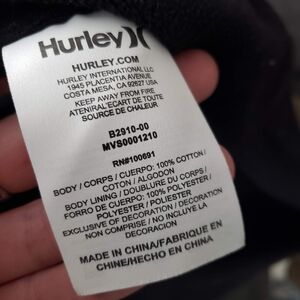 Hurley
HURLEY.COM
HURLEY INTERNATIONAL LLC
1945 PLACENTIA AVENUE
COSTA MESA, CA 92627 USA
KEEP AWAY FROM FIRE
ATENIRALECART DE TOUTE
SOURCE DE CHALEUR
B2910-00
MVS0001210
RN#100691
BODY / CORPS / CUERPO: 100% COTTON /
COTON / ALGODON
BODY LINING / DOUBLURE DU CORPS /
FORRO DE CUERPO: 100% POLYESTER /
POLYESTER / POLIESTER
EXCLUSIVE OF DECORATION / DECORATION
NON COMPRISE / NO INCLUYE LA
DECORACION
MADE IN CHINA/FABRIQUE EN
CHINE/HECHO EN CHINA